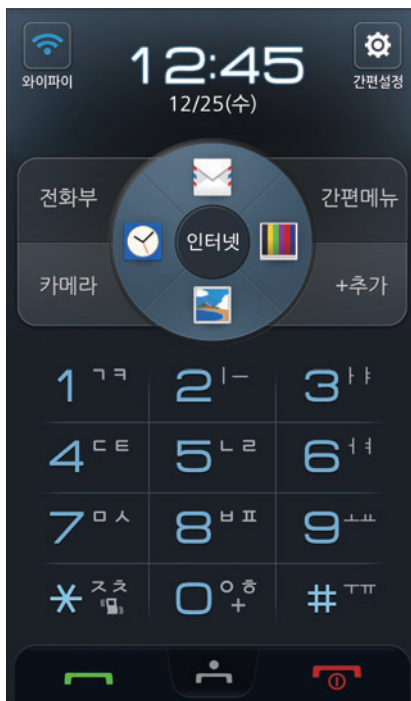 12:45
와이파이
간편설정
12/25(수)
전화부
간편메뉴
인터넷
카메라
+추가
1 ㄱㅋ
2 ㅣㅡ
3 ㅏㅑ
4 ㄷㅌ
5 ㄴㄹ
6 ㅓㅕ
7 ㅁㅅ
8 ㅂㅍ
9 ㅗㅛ
* ㅈㅊ
0 ㅇㅎ +
# ㅜㅠ